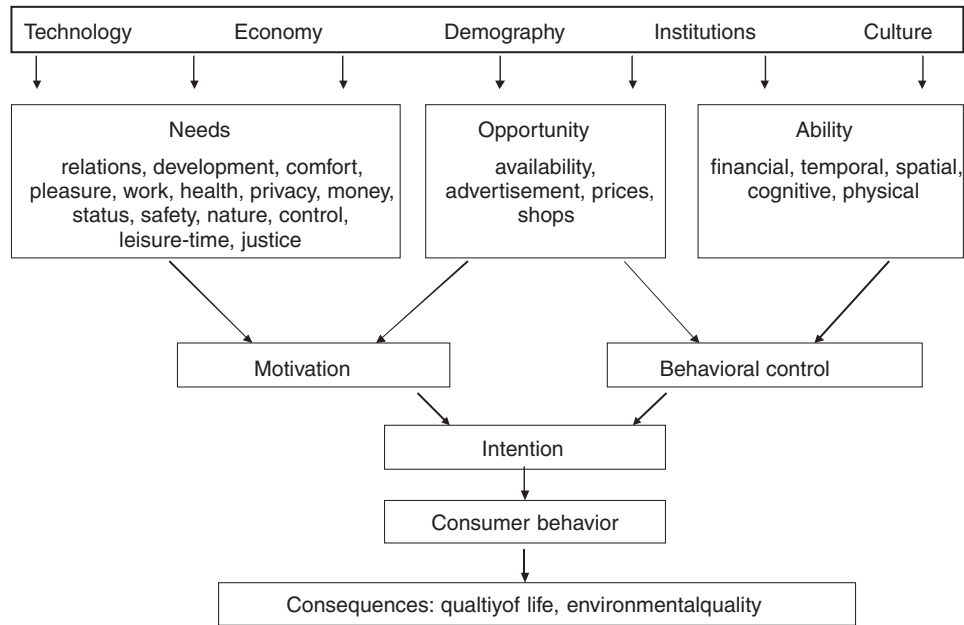 Technology Economy Demography Institutions Culture
Needs
relations, development, comfort,
pleasure, work, health, privacy, money,
status, safety, nature, control,
leisure-time, justice
Opportunity
availability,
advertisement, prices,
shops
Ability
financial, temporal, spatial,
cognitive, physical
Motivation
Behavioral control
Intention
Consumer behavior
Consequences: qualtiyof life, environmentalquality